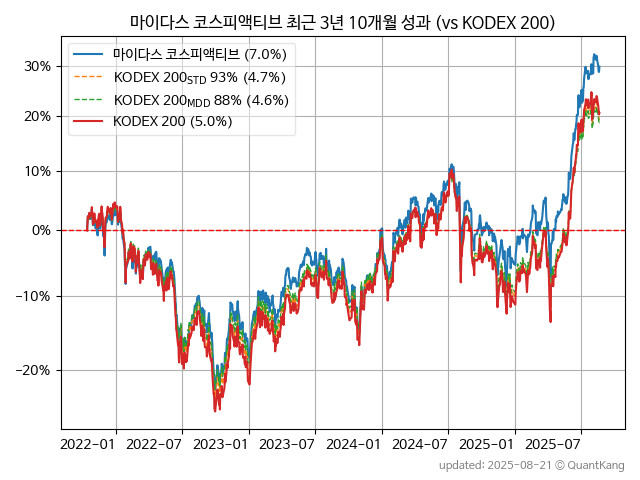 마이다스 코스피액티브 최근 3년 10개월 성과 (vs KODEX 200)
마이다스 코스피액티브 (7.0%)
KODEX 200STD 93% (4.7%)
KODEX 200MDD 88% (4.6%)
KODEX 200 (5.0%)
30%
20%
10%
0%
−10%
−20%
2022-01 2022-07 2023-01 2023-07 2024-01 2024-07 2025-01 2025-07
updated: 2025-08-21 © QuantKang